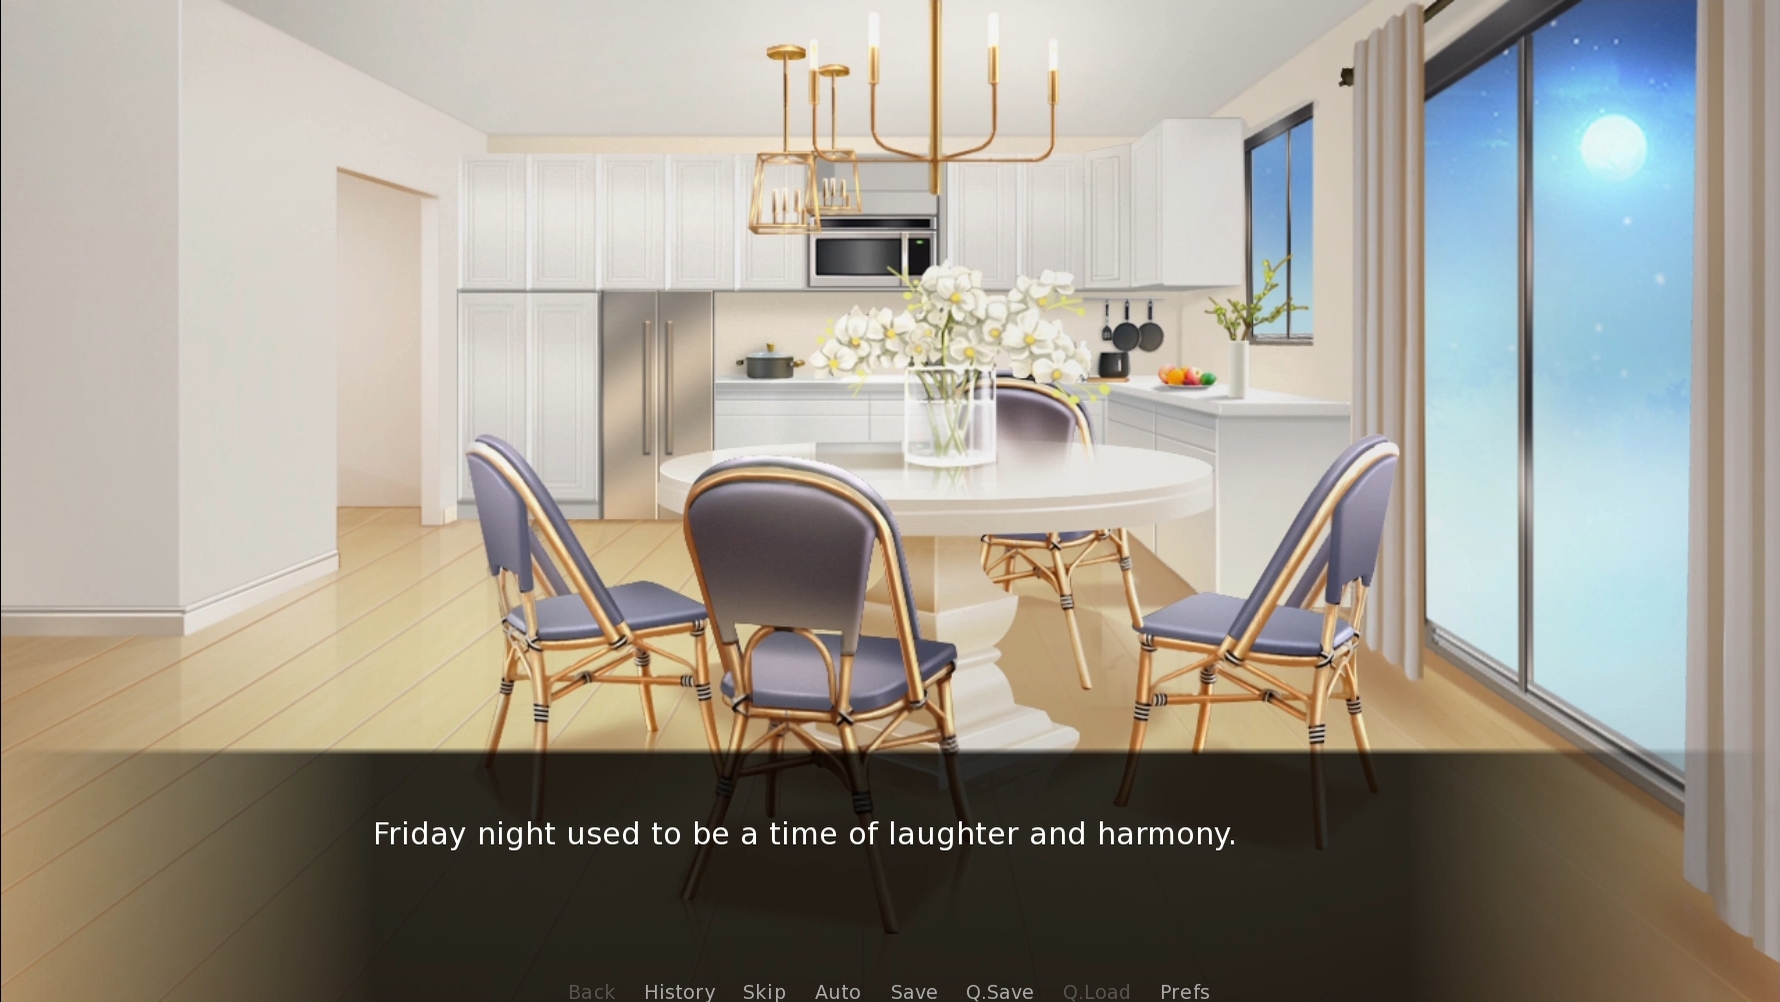 Friday night used to be a time of laughter and harmony.
Back History Skip Auto Save Q.Save Q.Load Prefs